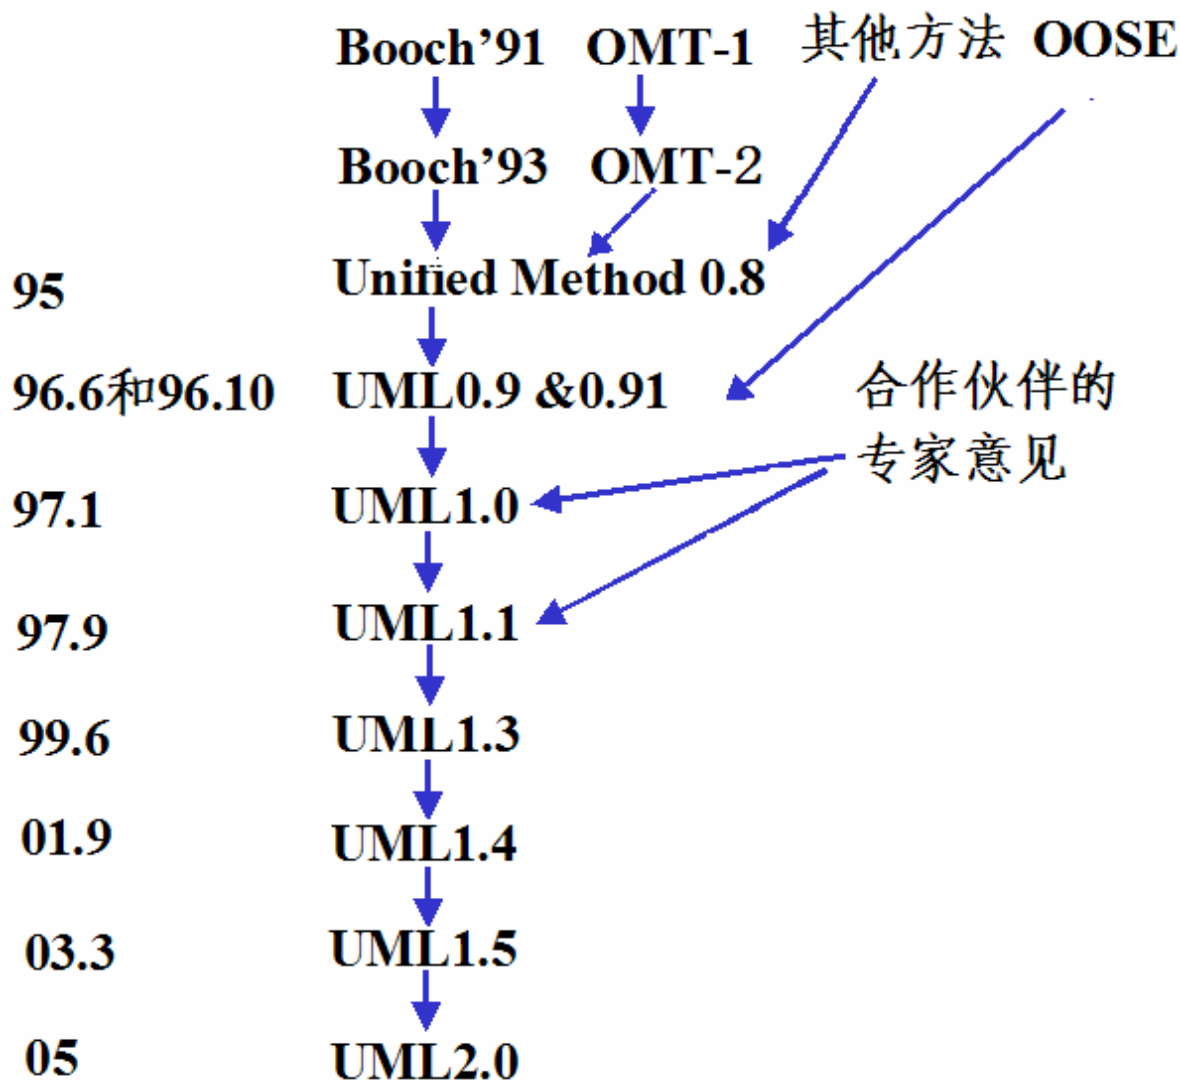 Booch’91 OMT-1 其他方法 OOSE
Booch’93 OMT-2
95 Unified Method 0.8
96.6和96.10 UML0.9 &0.91 合作伙伴的
专家意见
97.1 UML1.0
97.9 UML1.1
99.6 UML1.3
01.9 UML1.4
03.3 UML1.5
05 UML2.0